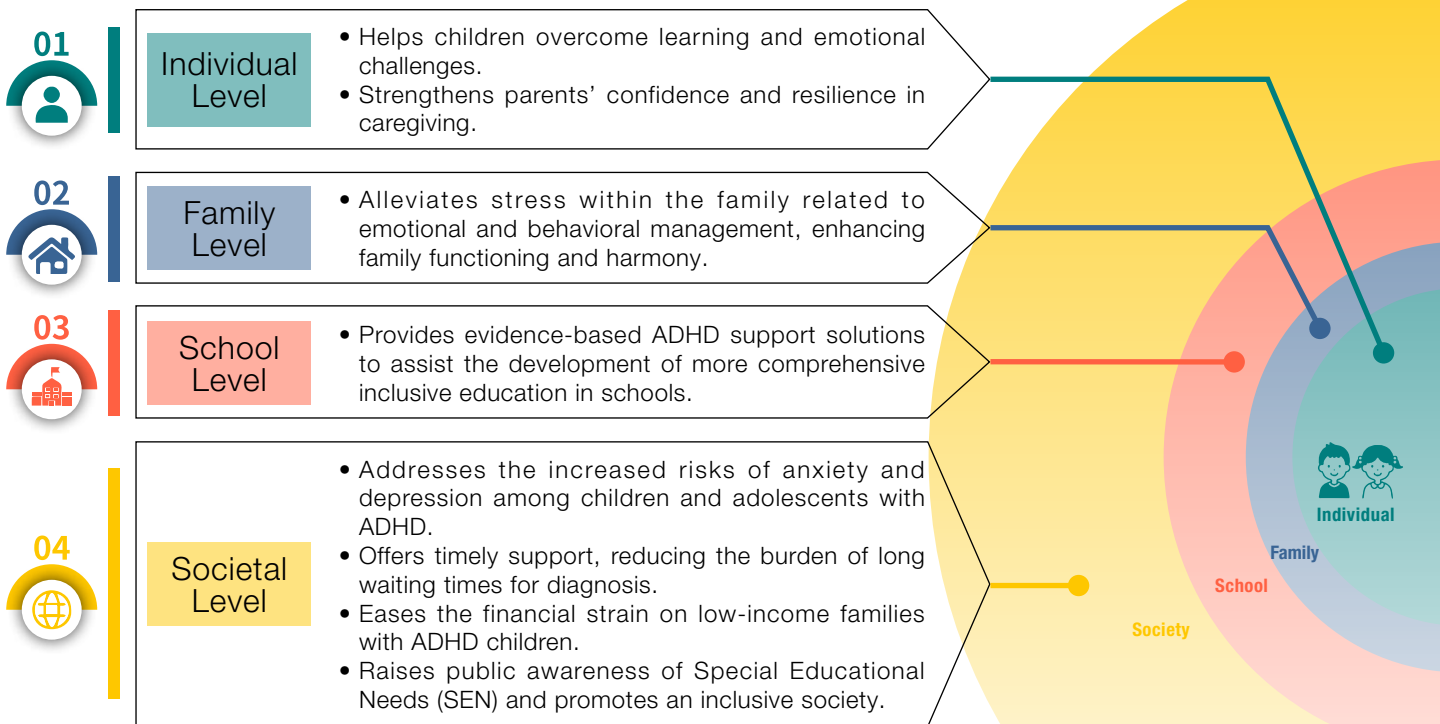 01
Individual
Level
• Helps children overcome learning and emotional
challenges.
• Strengthens parents’ confidence and resilience in
caregiving.
02
Family
Level
• Alleviates stress within the family related to
emotional and behavioral management, enhancing
family functioning and harmony.
03
School
Level
• Provides evidence-based ADHD support solutions
to assist the development of more comprehensive
inclusive education in schools.
04
Societal
Level
• Addresses the increased risks of anxiety and
depression among children and adolescents with
ADHD.
• Offers timely support, reducing the burden of long
waiting times for diagnosis.
• Eases the financial strain on low-income families
with ADHD children.
• Raises public awareness of Special Educational
Needs (SEN) and promotes an inclusive society.
Individual
Family
School
Society